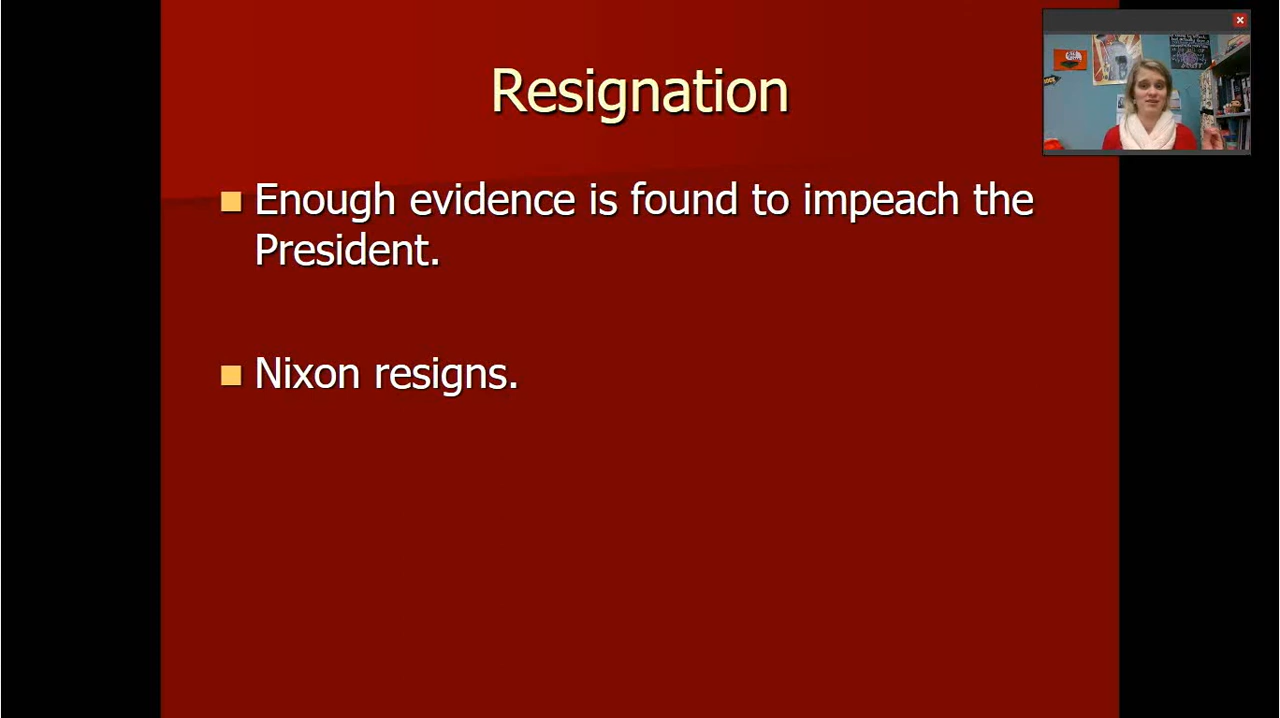 Resignation
Enough evidence is found to impeach the
President.
Nixon resigns.